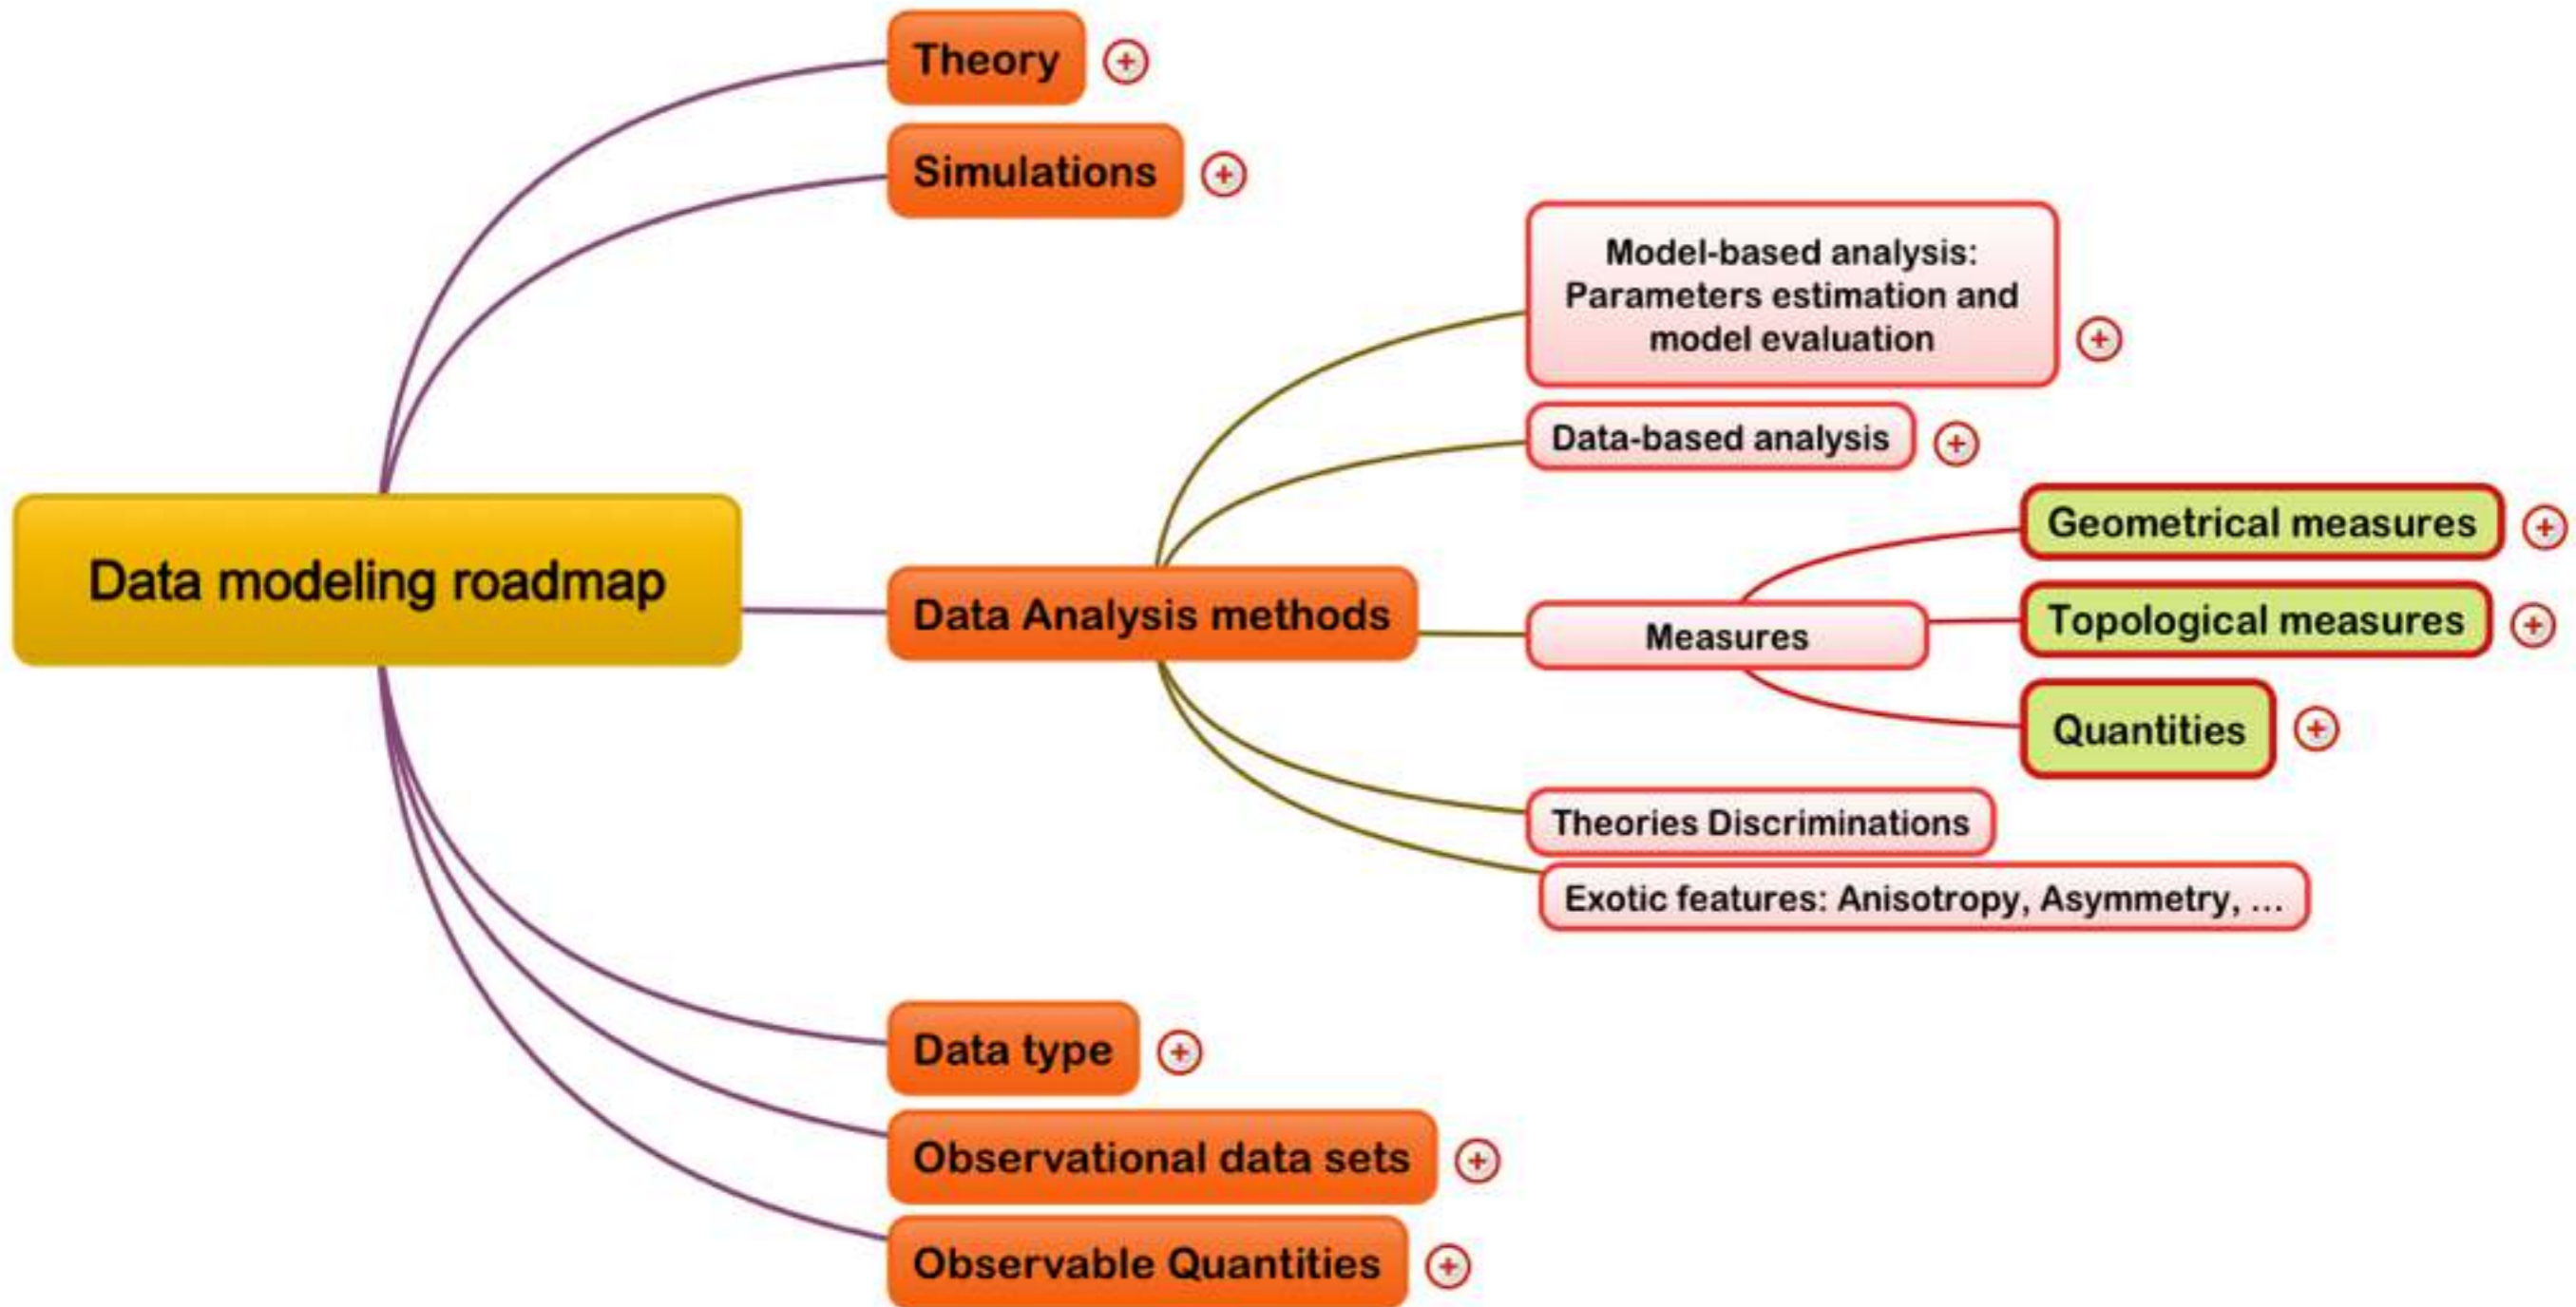 Theory
Simulations
Model-based analysis:
Parameters estimation and
model evaluation
Data-based analysis
Geometrical measures
Data modeling roadmap
Data Analysis methods
Measures
Topological measures
Quantities
Theories Discriminations
Exotic features: Anisotropy, Asymmetry, ...
Data type
Observational data sets
Observable Quantities